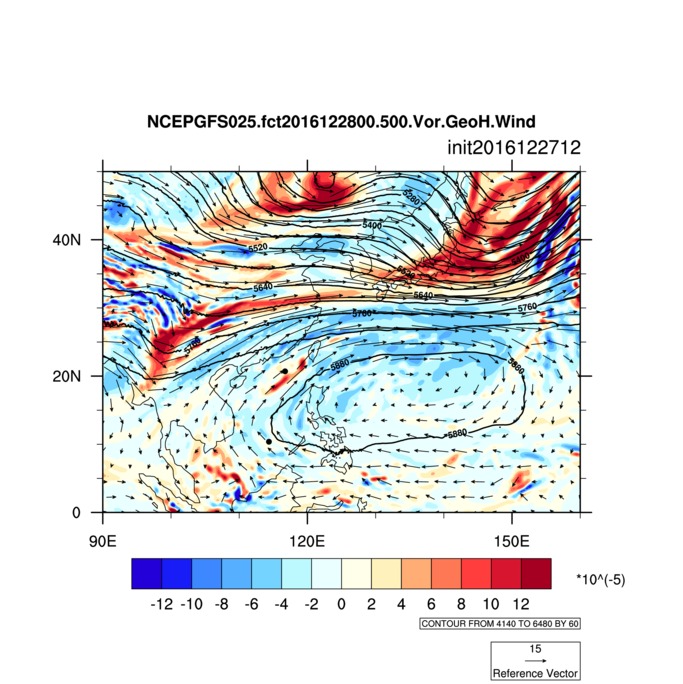 NCEPGFS025.fct2016122800.500.Vor.GeoH.Wind
init2016122712
40N
20N
0
90E 120E 150E
5280
5400
5520
5640
5640
5760
5760
5880
5880
5880
-12 -10 -8 -6 -4 -2 0 2 4 6 8 10 12
*10^(-5)
CONTOUR FROM 4140 TO 6480 BY 60
15
Reference Vector